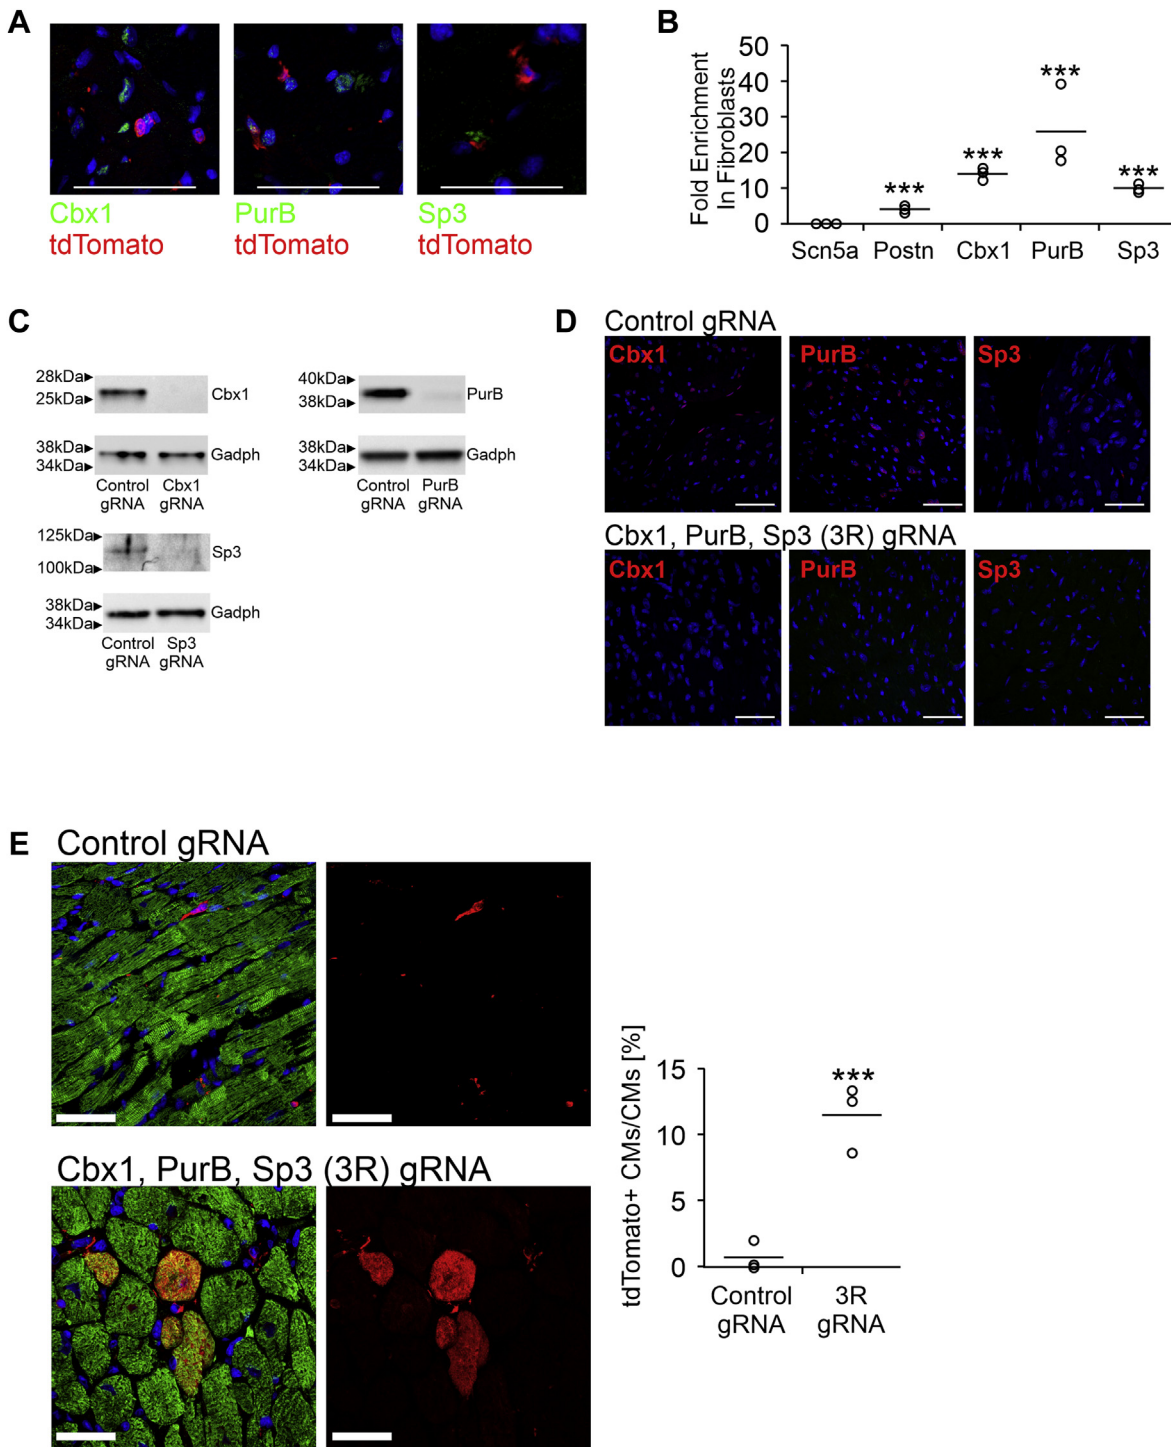 A
Cbx1
tdTomato
PurB
tdTomato
Sp3
tdTomato
B
Fold Enrichment
In Fibroblasts
50
40
30
20
10
0
***
***
***
***
Scn5a Postn Cbx1 PurB Sp3
C
28kDa
25kDa
Cbx1
38kDa
34kDa
Gadph
Control
gRNA
Cbx1
gRNA
40kDa
38kDa
PurB
38kDa
34kDa
Gadph
Control
gRNA
PurB
gRNA
125kDa
100kDa
Sp3
38kDa
34kDa
Gadph
Control
gRNA
Sp3
gRNA
D
Control gRNA
Cbx1
PurB
Sp3
Cbx1, PurB, Sp3 (3R) gRNA
Cbx1
PurB
Sp3
E
Control gRNA
Cbx1, PurB, Sp3 (3R) gRNA
tdTomato+ CMs/CMs [%]
15
10
5
0
***
Control
gRNA
3R
gRNA